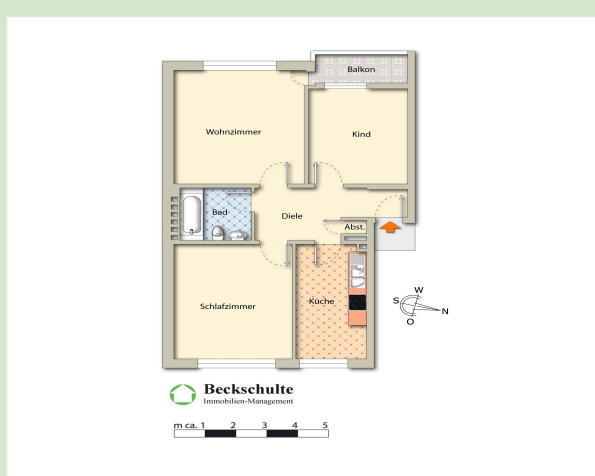 Balkon
Wohnzimmer
Kind
Bad
Diele
Abst.
Schlafzimmer
Küche
W
S
N
O
Beckschulte
Immobilien-Management
m ca. 1 2 3 4 5